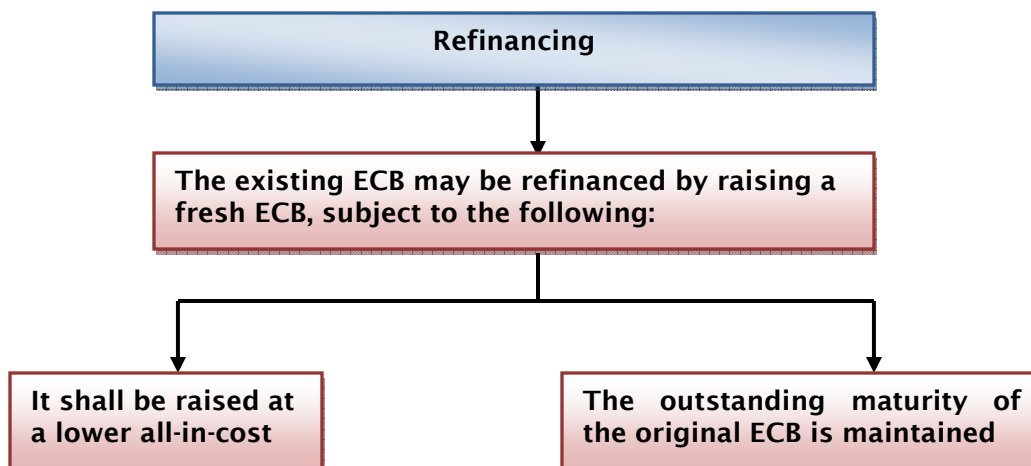 Refinancing
The existing ECB may be refinanced by raising a
fresh ECB, subject to the following:
It shall be raised at
a lower all-in-cost
The outstanding maturity of
the original ECB is maintained